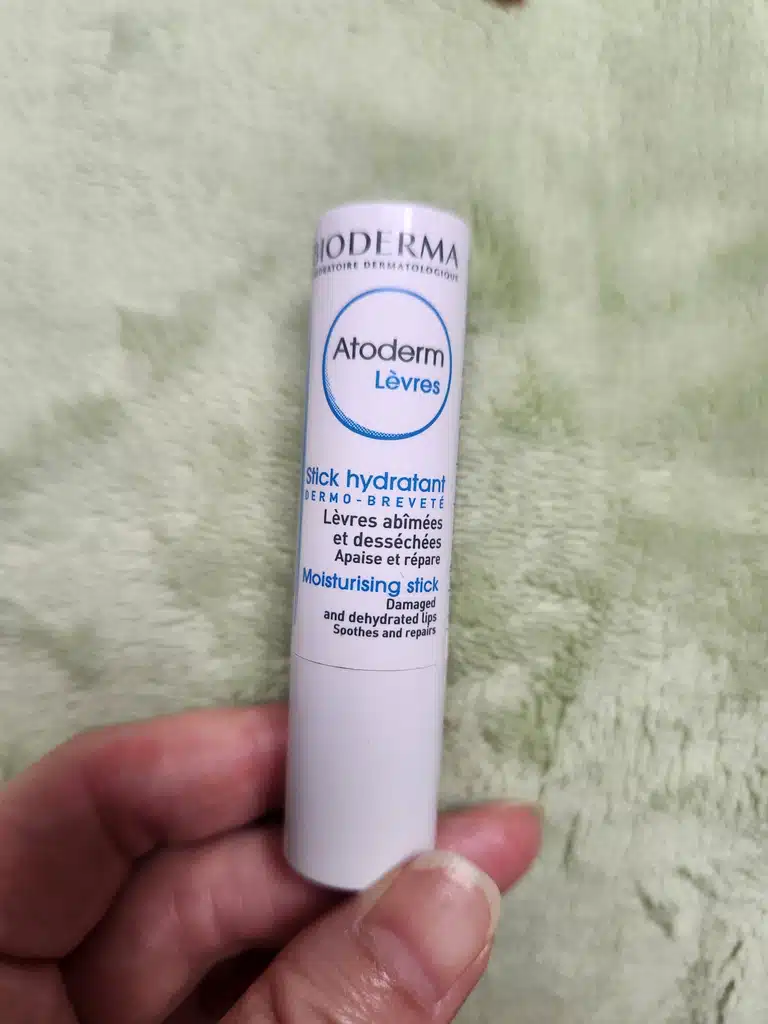 BIODERMA
LABORATOIRE DERMATOLOGIQUE
Atoderm
Lèvres
Stick hydratant
DERMO-BREVETÉ
Lèvres abîmées
et desséchées
Apaise et répare
Moisturising stick
Damaged
and dehydrated lips
Soothes and repairs